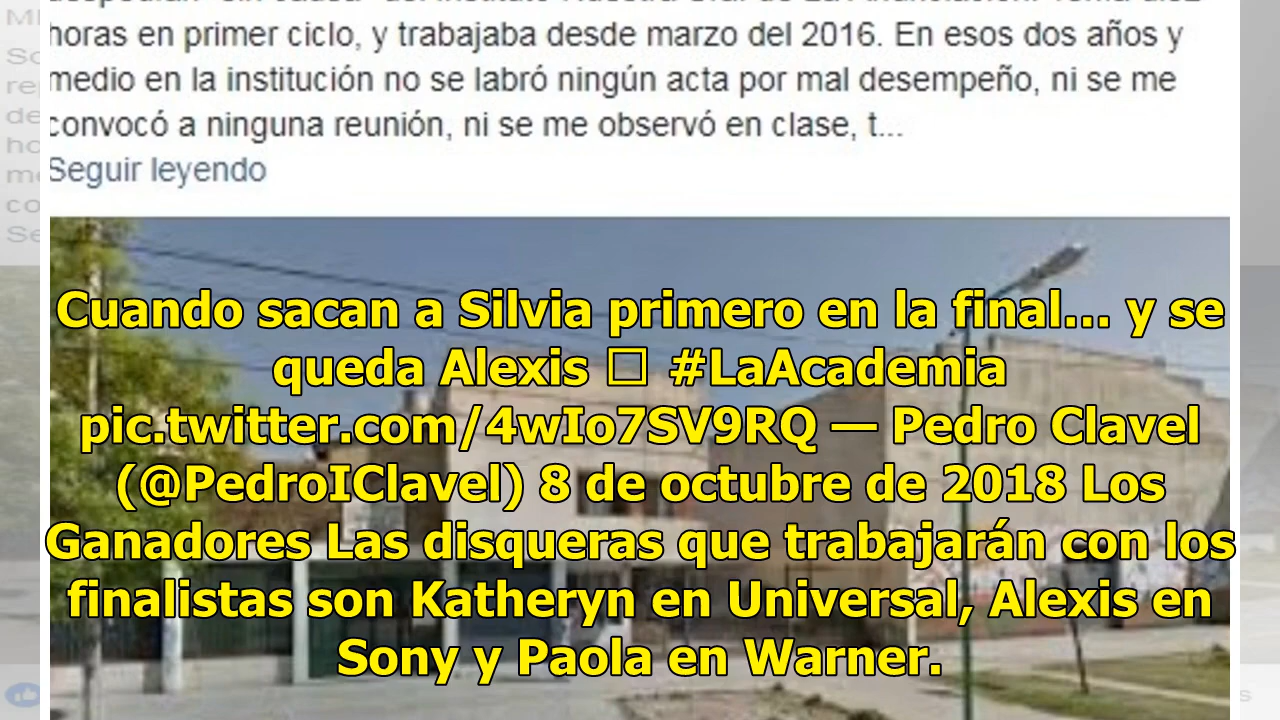 horas en primer ciclo, y trabajaba desde marzo del 2016. En esos dos años y
medio en la institución no se labró ningún acta por mal desempeño, ni se me
convocó a ninguna reunión, ni se me observó en clase, t...
Seguir leyendo
Cuando sacan a Silvia primero en la final... y se
queda Alexis □ #LaAcademia
pic.twitter.com/4wIo7SV9RQ — Pedro Clavel
(@PedroIClavel) 8 de octubre de 2018 Los
Ganadores Las disqueras que trabajarán con los
finalistas son Katheryn en Universal, Alexis en
Sony y Paola en Warner.